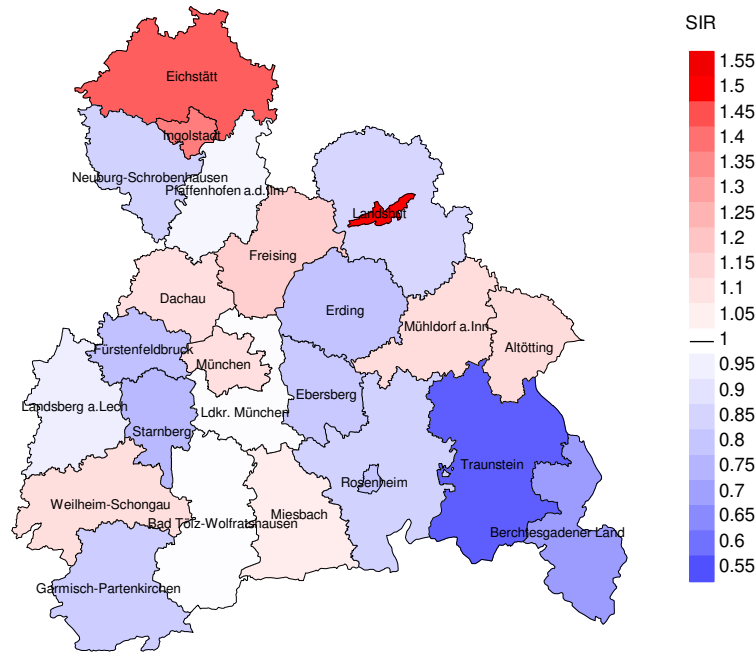 SIR
Eichstätt
Ingolstadt
Neuburg-Schrobenhausen
Pfaffenhofen a.d.Ilm
Landshut
Freising
Dachau
Erding
Mühldorf a.Inn
Altötting
Fürstenfeldbruck
München
Landsberg a.Lech
Ldkr. München
Ebersberg
Starnberg
Traunstein
Rosenheim
Weilheim-Schongau
Miesbach
Bad Tölz-Wolfratshausen
Berchtesgadener Land
Garmisch-Partenkirchen
1.55
1.5
1.45
1.4
1.35
1.3
1.25
1.2
1.15
1.1
1.05
1
0.95
0.9
0.85
0.8
0.75
0.7
0.65
0.6
0.55